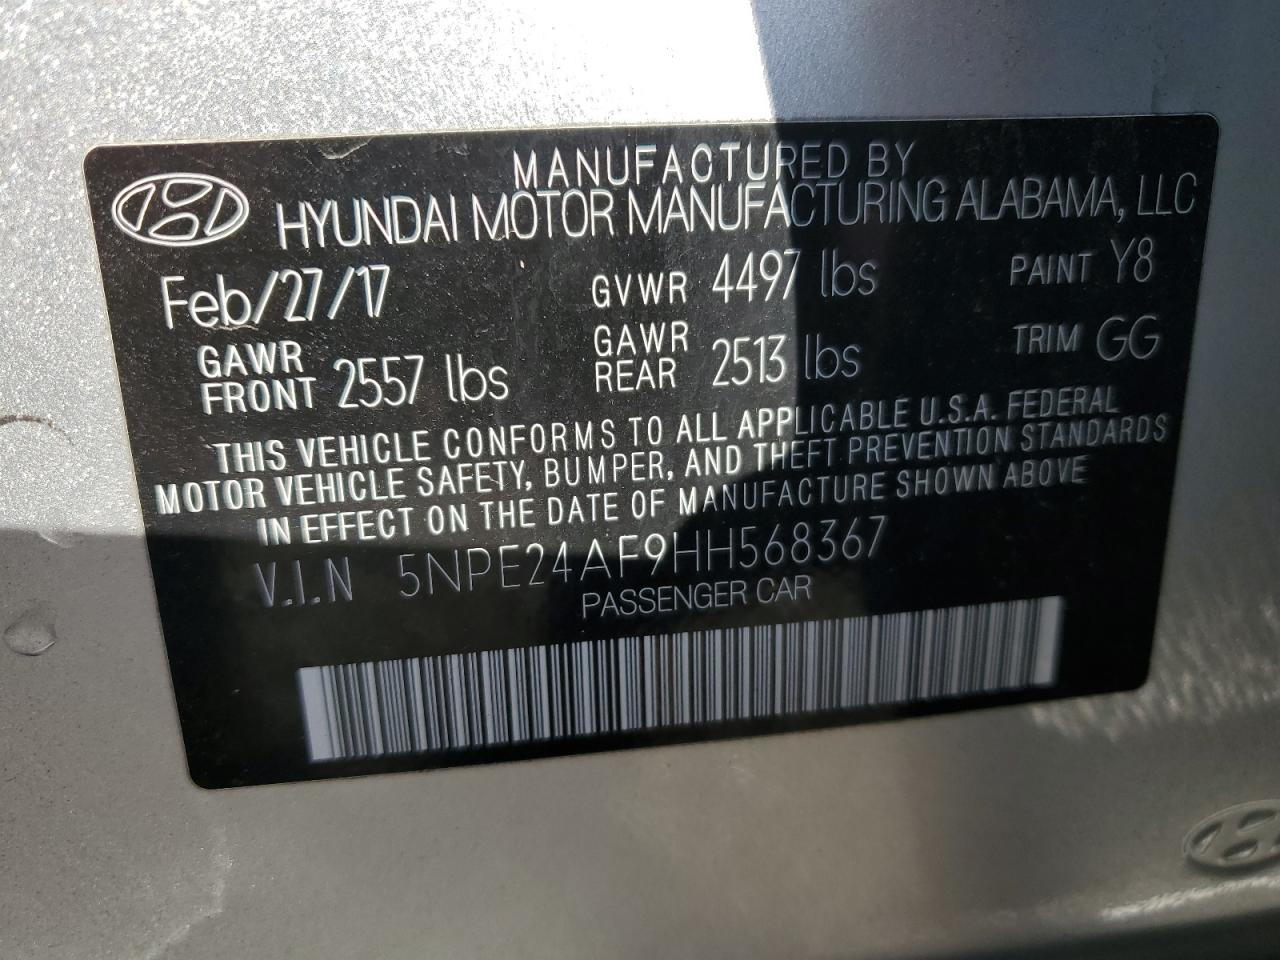 MANUFACTURED BY
HYUNDAI MOTOR MANUFACTURING ALABAMA, LLC
Feb/27/17 GVWR 4497 lbs PAINT Y8
GAWR FRONT 2557 lbs GAWR REAR 2513 lbs TRIM GG
THIS VEHICLE CONFORMS TO ALL APPLICABLE U.S.A. FEDERAL
MOTOR VEHICLE SAFETY, BUMPER, AND THEFT PREVENTION STANDARDS
IN EFFECT ON THE DATE OF MANUFACTURE SHOWN ABOVE
V.I.N 5NPE24AF9HH568367
PASSENGER CAR